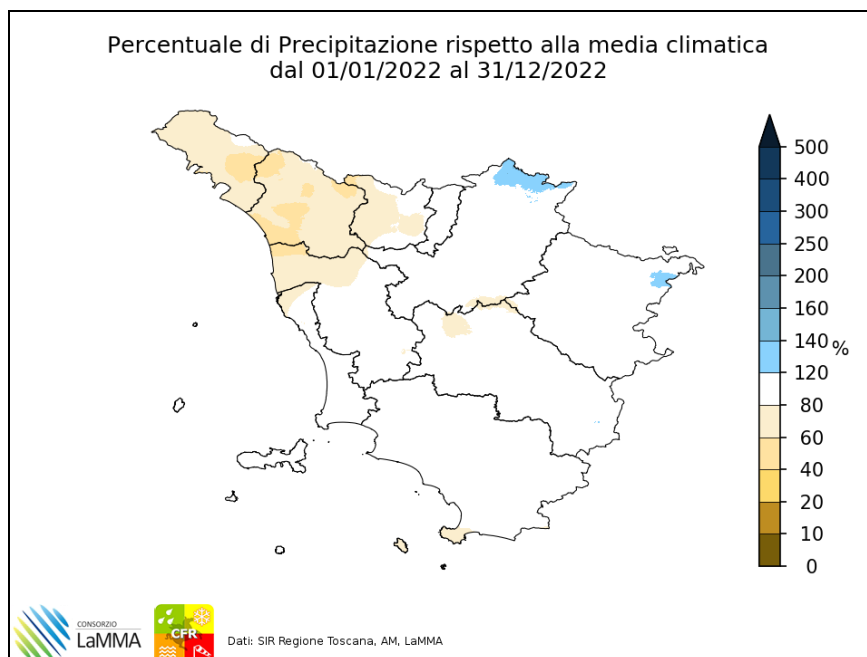 Percentuale di Precipitazione rispetto alla media climatica
dal 01/01/2022 al 31/12/2022
500
400
300
250
200
160
140
%
120
80
60
40
20
10
0
CONSORZIO
LaMMA
CFR
Dati: SIR Regione Toscana, AM, LaMMA